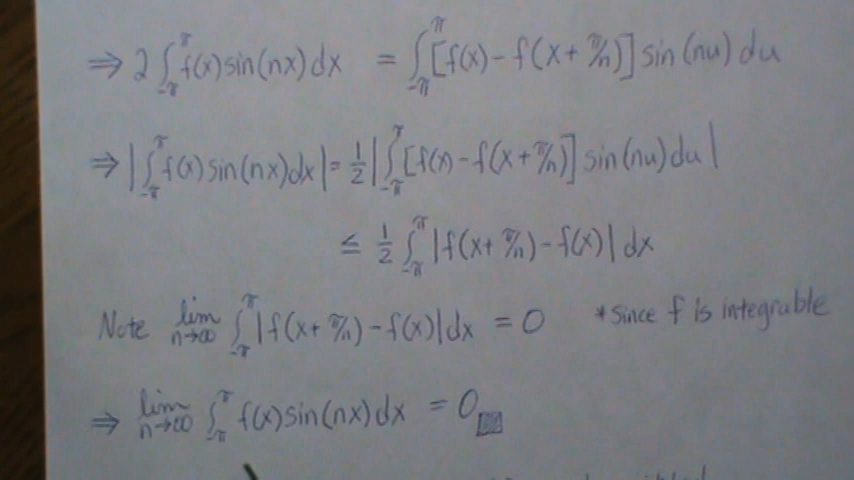 ⇒ 2 ∫_{-π}^{π} f(x) sin(nx) dx = ∫_{-π}^{π} [f(x) - f(x + π/n)] sin(nu) du
⇒ | ∫_{-π}^{π} f(x) sin(nx) dx | = 1/2 | ∫_{-π}^{π} [f(x) - f(x + π/n)] sin(nu) du |
≤ 1/2 ∫_{-π}^{π} | f(x + π/n) - f(x) | dx
Note lim_{n→∞} ∫_{-π}^{π} | f(x + π/n) - f(x) | dx = 0 *since f is integrable
⇒ lim_{n→∞} ∫_{-π}^{π} f(x) sin(nx) dx = 0